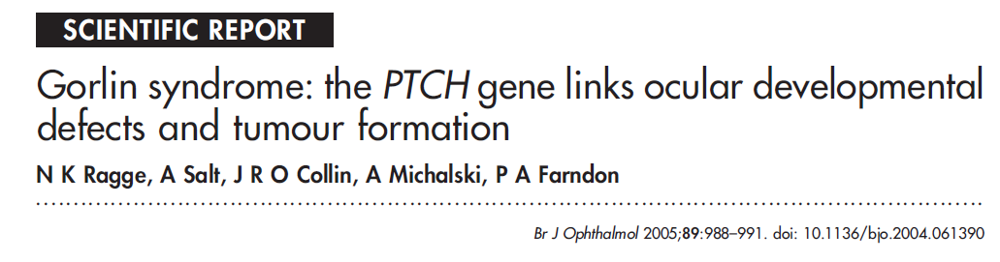 SCIENTIFIC REPORT
Gorlin syndrome: the PTCH gene links ocular developmental
defects and tumour formation
N K Ragge, A Salt, J R O Collin, A Michalski, P A Farndon
Br J Ophthalmol 2005;89:988–991. doi: 10.1136/bjo.2004.061390